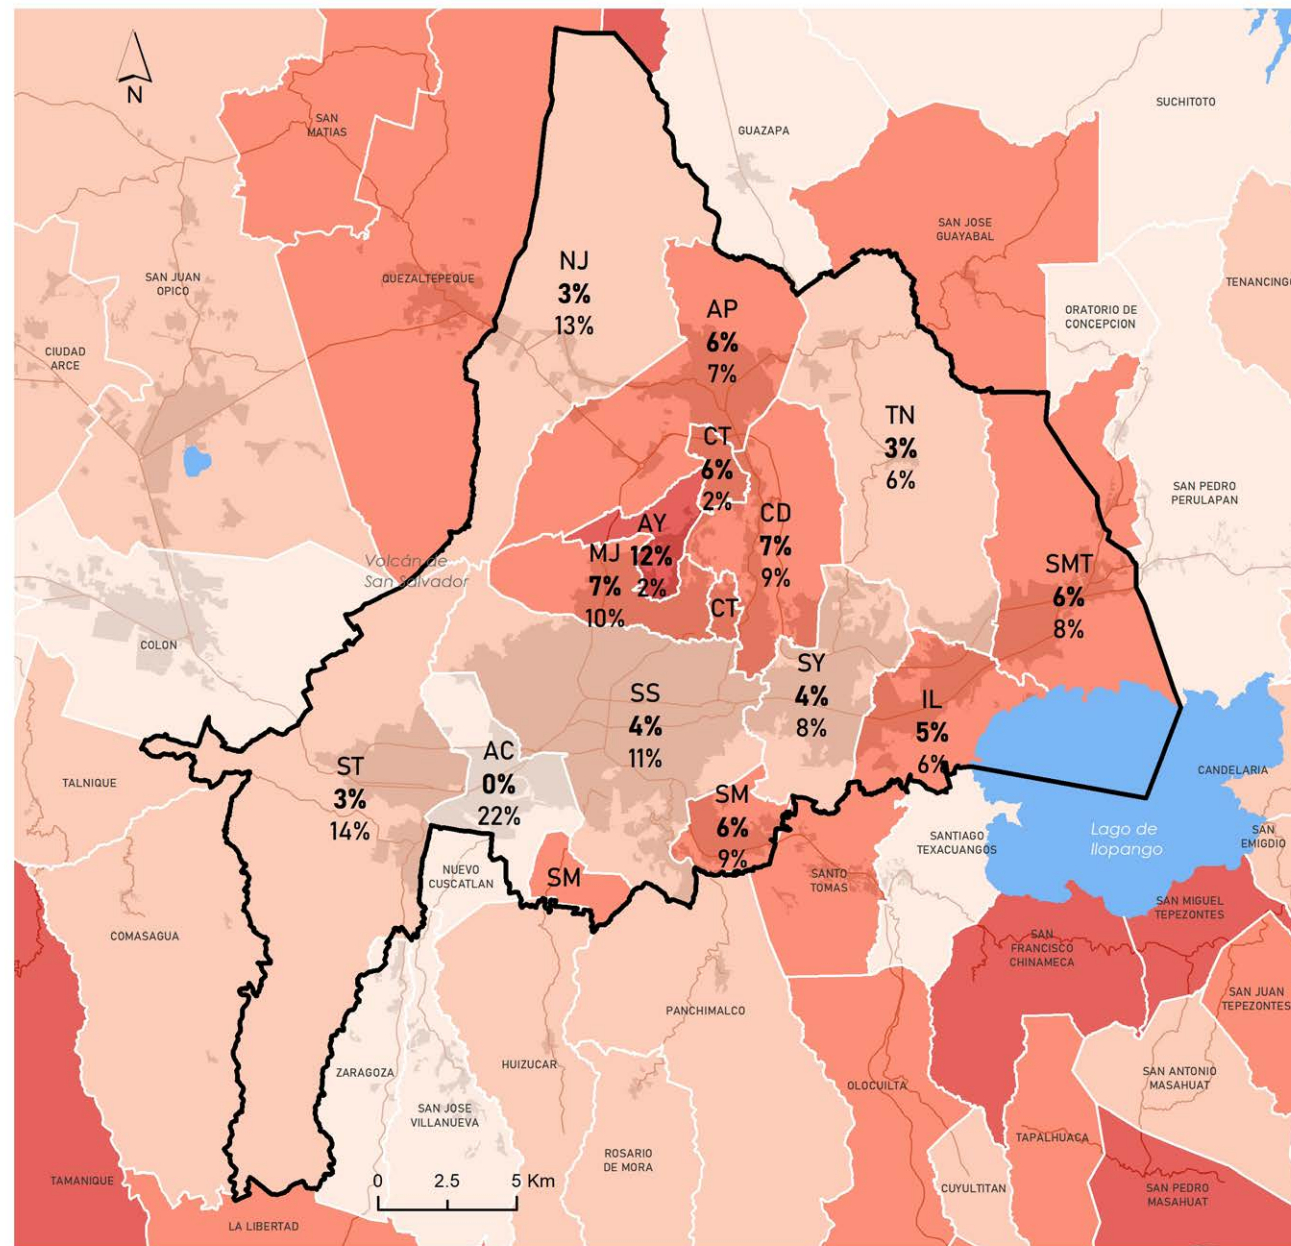 N
SAN
MATIAS
GUAZAPA
SUCHITOTO
SAN JOSE
GUAYABAL
SAN JUAN
OPICO
QUEZALTEPEQUE
NJ
3%
13%
TENANCINGO
ORATORIO DE
CONCEPCION
AP
6%
7%
CIUDAD
ARCE
TN
3%
6%
CT
6%
2%
SAN PEDRO
PERULAPAN
CD
7%
9%
AY
12%
2%
MJ
7%
10%
Volcán de
San Salvador
SMT
6%
8%
CT
COLON
SY
4%
8%
SS
4%
11%
IL
5%
6%
AC
0%
22%
ST
3%
14%
TALNIQUE
CANDELARIA
SM
6%
9%
Lago de
Ilopango
SANTIAGO
TEXACUANGOS
SAN
EMIGDIO
NUEVO
CUSCATLAN
SM
SANTO
TOMAS
SAN MIGUEL
TEPEZONTES
COMASAGUA
SAN
FRANCISCO
CHINAMECA
SAN JUAN
TEPEZONTES
PANCHIMALCO
HUIZUCAR
ZARAGOZA
OLOCUILTA
SAN ANTONIO
MASAHUAT
SAN JOSE
VILLANUEVA
TAPALHUACA
ROSARIO
DE MORA
TAMANIQUE
0 2.5 5 Km
CUYULTITAN
SAN PEDRO
MASAHUAT
LA LIBERTAD